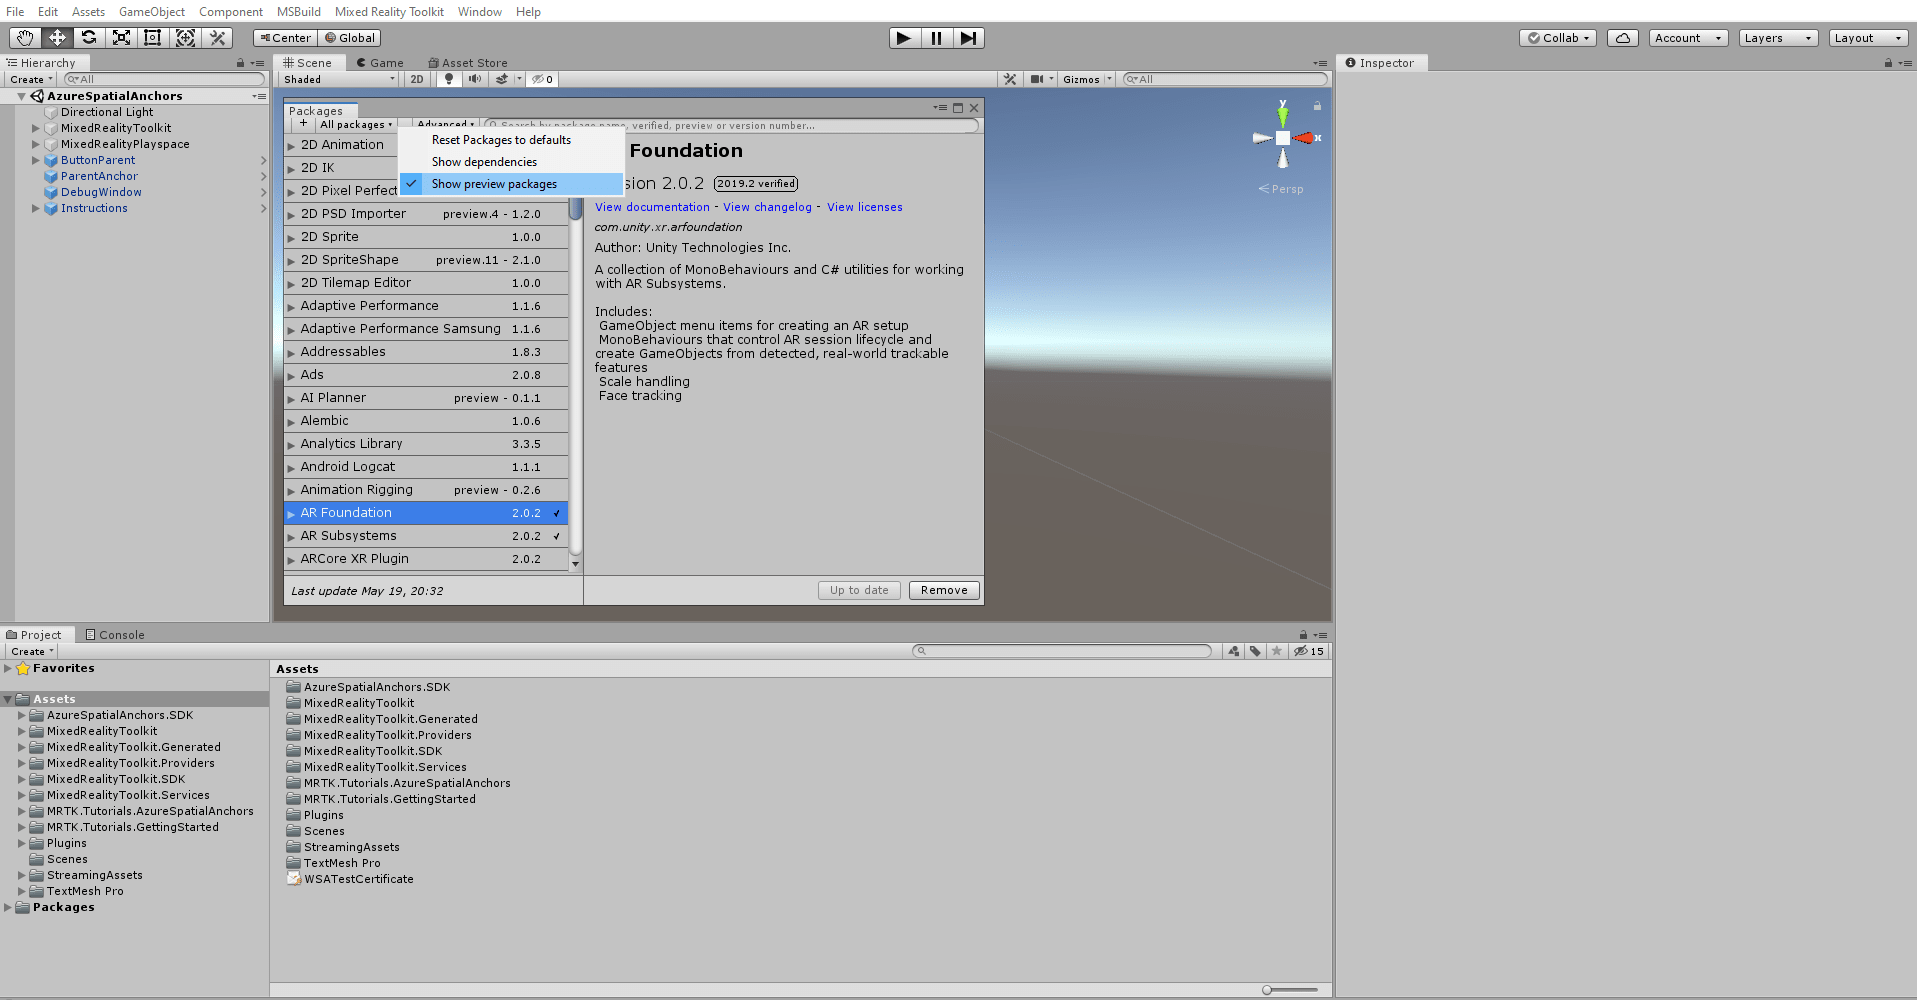 File Edit Assets GameObject Component MSBuild Mixed Reality Toolkit Window Help
Center Global Collab Account Layers Layout
Hierarchy
Create All
AzureSpatialAnchors
Directional Light
MixedRealityToolkit
MixedRealityPlayspace
ButtonParent
ParentAnchor
DebugWindow
Instructions
Scene Game Asset Store
Shaded 2D 0 Gizmos All
Packages
+ All packages Advanced Search by package name, verified, preview or version number...
Reset Packages to defaults
Show dependencies
Show preview packages
2D Animation
2D IK
2D Pixel Perfect
2D PSD Importer preview.4 - 1.2.0
2D Sprite 1.0.0
2D SpriteShape preview.11 - 2.1.0
2D Tilemap Editor 1.0.0
Adaptive Performance 1.1.6
Adaptive Performance Samsung 1.1.6
Addressables 1.8.3
Ads 2.0.8
AI Planner preview - 0.1.1
Alembic 1.0.6
Analytics Library 3.3.5
Android Logcat 1.1.1
Animation Rigging preview - 0.2.6
AR Foundation 2.0.2 ✓
AR Subsystems 2.0.2 ✓
ARCore XR Plugin 2.0.2
Last update May 19, 20:32
Foundation
sion 2.0.2 2019.2 verified
View documentation - View changelog - View licenses
com.unity.xr.arfoundation
Author: Unity Technologies Inc.
A collection of MonoBehaviours and C# utilities for working
with AR Subsystems.
Includes:
GameObject menu items for creating an AR setup
MonoBehaviours that control AR session lifecycle and
create GameObjects from detected, real-world trackable
features
Scale handling
Face tracking
Up to date Remove
y
x
Persp
Inspector
Project Console
Create 15
Favorites
Assets
AzureSpatialAnchors.SDK
MixedRealityToolkit
MixedRealityToolkit.Generated
MixedRealityToolkit.Providers
MixedRealityToolkit.SDK
MixedRealityToolkit.Services
MRTK.Tutorials.AzureSpatialAnchors
MRTK.Tutorials.GettingStarted
Plugins
Scenes
StreamingAssets
TextMesh Pro
Packages
Assets
AzureSpatialAnchors.SDK
MixedRealityToolkit
MixedRealityToolkit.Generated
MixedRealityToolkit.Providers
MixedRealityToolkit.SDK
MixedRealityToolkit.Services
MRTK.Tutorials.AzureSpatialAnchors
MRTK.Tutorials.GettingStarted
Plugins
Scenes
StreamingAssets
TextMesh Pro
WSATestCertificate